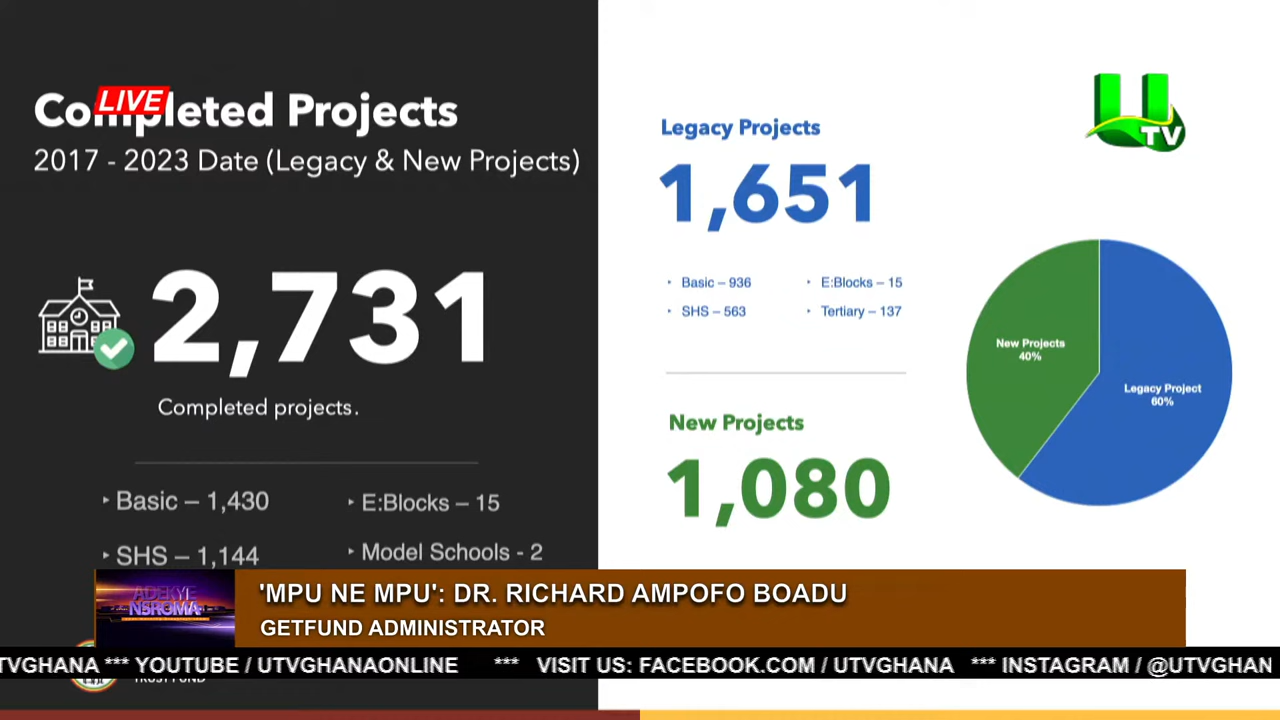 LIVE
Completed Projects
2017 - 2023 Date (Legacy & New Projects)
2,731
Completed projects.
‣ Basic – 1,430
‣ E:Blocks – 15
‣ SHS – 1,144
‣ Model Schools - 2
Legacy Projects
1,651
‣ Basic – 936
‣ E:Blocks – 15
‣ SHS – 563
‣ Tertiary – 137
New Projects
1,080
U
TV
New Projects
40%
Legacy Project
60%
ADEKYE
NSROMA
'MPU NE MPU': DR. RICHARD AMPOFO BOADU
GETFUND ADMINISTRATOR
TVGHANA *** YOUTUBE / UTVGHANAONLINE *** VISIT US: FACEBOOK.COM / UTVGHANA *** INSTAGRAM / @UTVGHAN
TRUST FUND